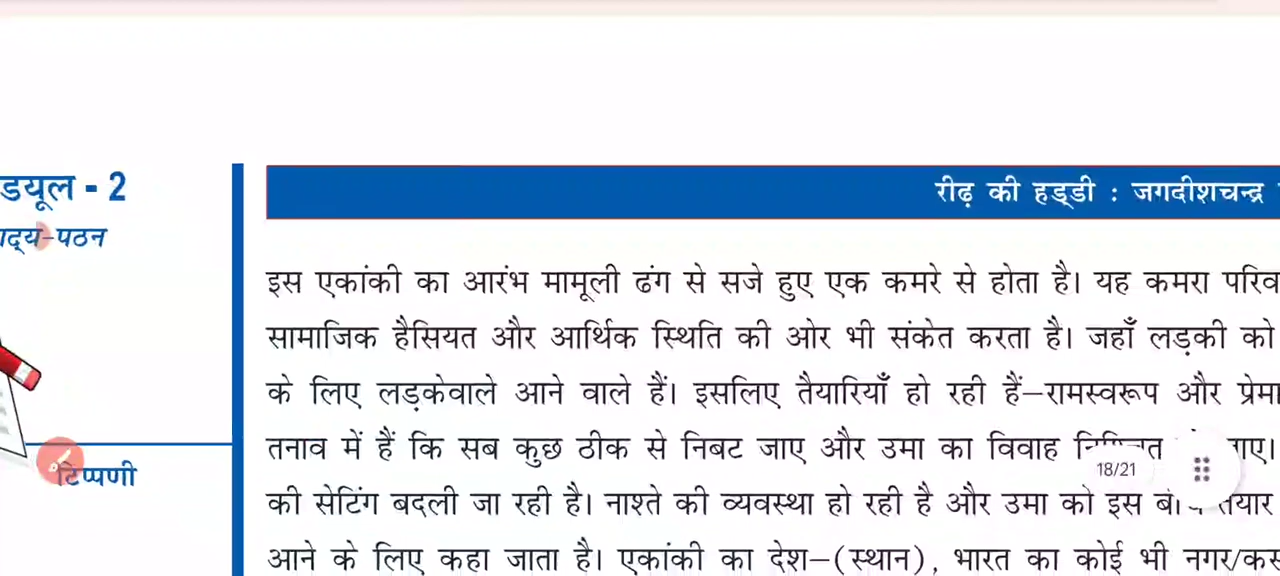 डयूल - 2
रीढ़ की हड्डी : जगदीशचन्द्र
पठन
इस एकांकी का आरंभ मामूली ढंग से सजे हुए एक कमरे से होता है। यह कमरा
सामाजिक हैसियत और आर्थिक स्थिति की ओर भी संकेत करता है। जहाँ लड़की को
के लिए लड़केवाले आने वाले हैं। इसलिए तैयारियाँ हो रही हैं–रामस्वरूप और प्रेमा
तनाव में हैं कि सब कुछ ठीक से निबट जाए और उमा का विवाह
18/21
की सेटिंग बदली जा रही है। नाश्ते की व्यवस्था हो रही है और उमा को इस तैयार
टिप्पणी
आने के लिए कहा जाता है। एकांकी का देश–(स्थान), भारत का कोई भी नगर/